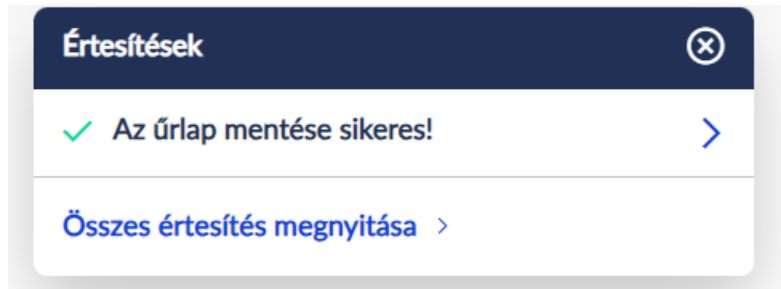 Értesítések
Az űrlap mentése sikeres!
Összes értesítés megnyitása